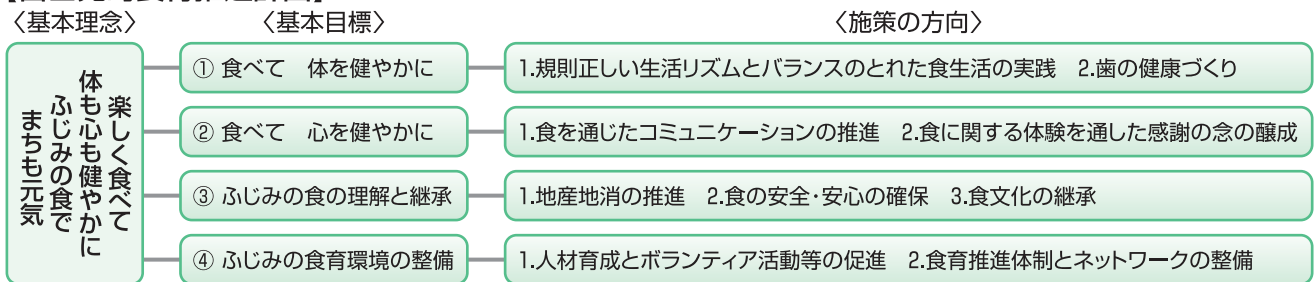 〈基本理念〉 〈基本目標〉 〈施策の方向〉
楽しく食べて
体も心も健やかに
ふじみの食で
まちも元気
① 食べて 体を健やかに
1.規則正しい生活リズムとバランスのとれた食生活の実践 2.歯の健康づくり
② 食べて 心を健やかに
1.食を通じたコミュニケーションの推進 2.食に関する体験を通した感謝の念の醸成
③ ふじみの食の理解と継承
1.地産地消の推進 2.食の安全・安心の確保 3.食文化の継承
④ ふじみの食育環境の整備
1.人材育成とボランティア活動等の促進 2.食育推進体制とネットワークの整備